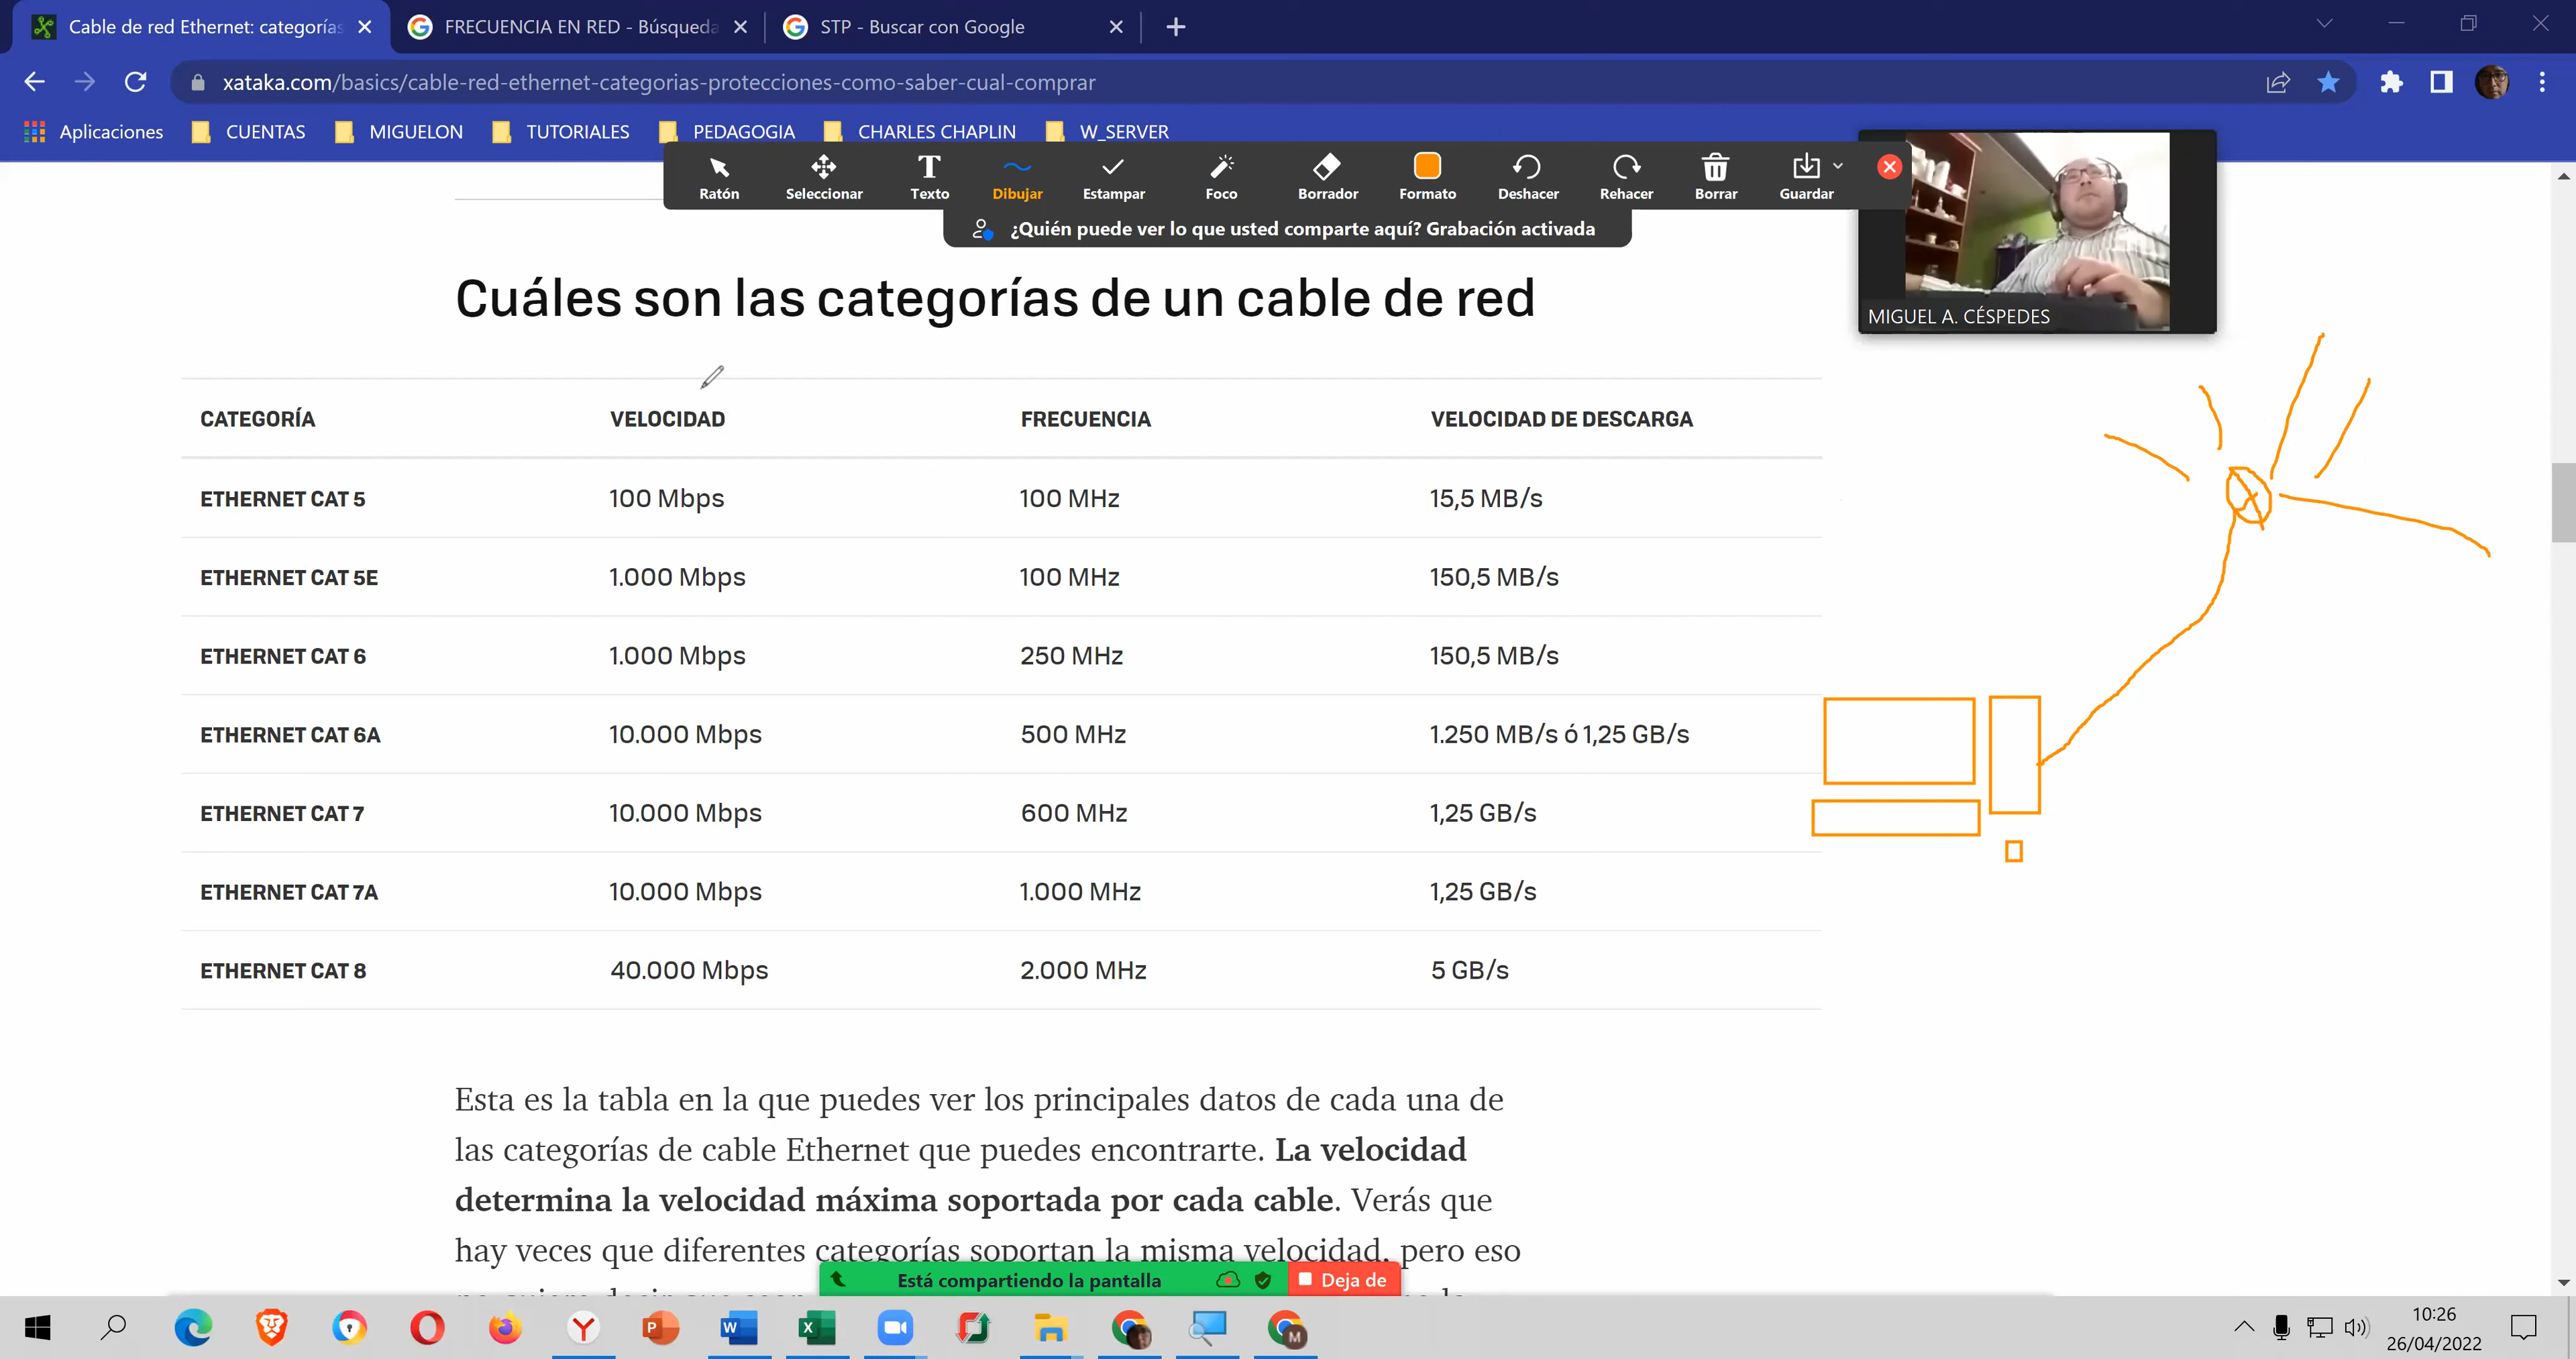 Cable de red Ethernet: categorías
FRECUENCIA EN RED - Búsqueda
STP - Buscar con Google
xataka.com/basics/cable-red-ethernet-categorias-protecciones-como-saber-cual-comprar
Aplicaciones CUENTAS MIGUELON TUTORIALES PEDAGOGIA CHARLES CHAPLIN W_SERVER
Ratón Seleccionar Texto Dibujar Estampar Foco Borrador Formato Deshacer Rehacer Borrar Guardar
¿Quién puede ver lo que usted comparte aquí? Grabación activada
MIGUEL A. CÉSPEDES
Cuáles son las categorías de un cable de red
CATEGORÍA VELOCIDAD FRECUENCIA VELOCIDAD DE DESCARGA
ETHERNET CAT 5 100 Mbps 100 MHz 15,5 MB/s
ETHERNET CAT 5E 1.000 Mbps 100 MHz 150,5 MB/s
ETHERNET CAT 6 1.000 Mbps 250 MHz 150,5 MB/s
ETHERNET CAT 6A 10.000 Mbps 500 MHz 1.250 MB/s ó 1,25 GB/s
ETHERNET CAT 7 10.000 Mbps 600 MHz 1,25 GB/s
ETHERNET CAT 7A 10.000 Mbps 1.000 MHz 1,25 GB/s
ETHERNET CAT 8 40.000 Mbps 2.000 MHz 5 GB/s
Esta es la tabla en la que puedes ver los principales datos de cada una de
las categorías de cable Ethernet que puedes encontrarte. La velocidad
determina la velocidad máxima soportada por cada cable. Verás que
hay veces que diferentes categorías soportan la misma velocidad, pero eso
Está compartiendo la pantalla Deja de
10:26
26/04/2022